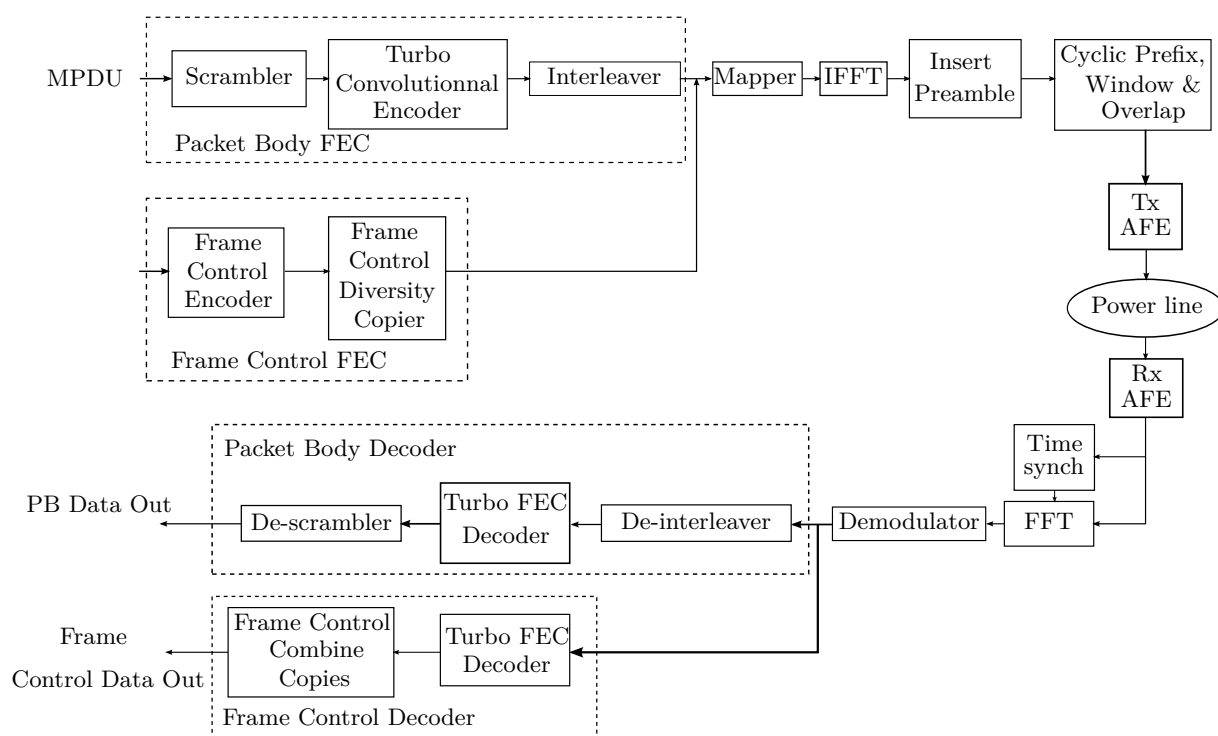 MPDU
Scrambler
Turbo
Convolutionnal
Encoder
Interleaver
Packet Body FEC
Mapper
IFFT
Insert
Preamble
Cyclic Prefix,
Window &
Overlap
Frame
Control
Encoder
Frame
Control
Diversity
Copier
Frame Control FEC
Tx
AFE
Power line
Rx
AFE
Time
synch
FFT
Demodulator
Packet Body Decoder
De-interleaver
Turbo FEC
Decoder
De-scrambler
PB Data Out
Turbo FEC
Decoder
Frame Control
Combine
Copies
Frame Control Decoder
Frame
Control Data Out